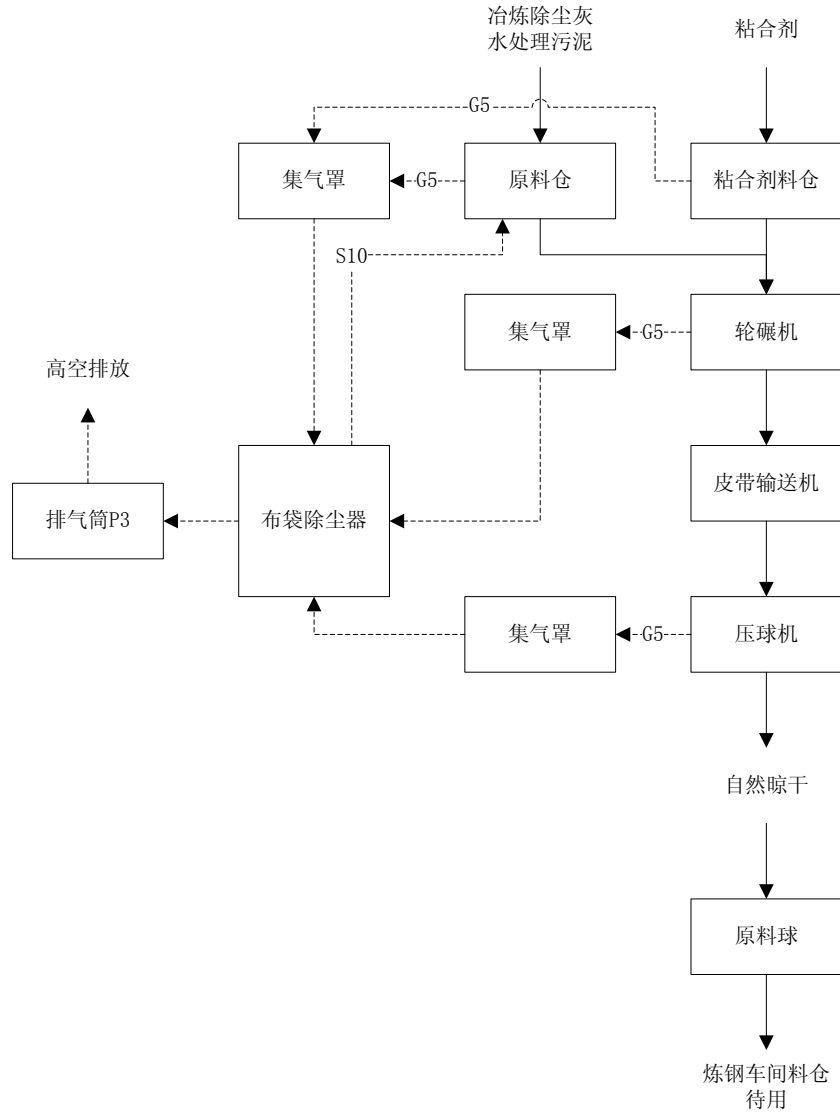 冶炼除尘灰
水处理污泥
粘合剂
G5
集气罩
G5
原料仓
粘合剂料仓
S10
集气罩
G5
轮碾机
高空排放
皮带输送机
排气筒P3
布袋除尘器
集气罩
G5
压球机
自然晾干
原料球
炼钢车间料仓
待用